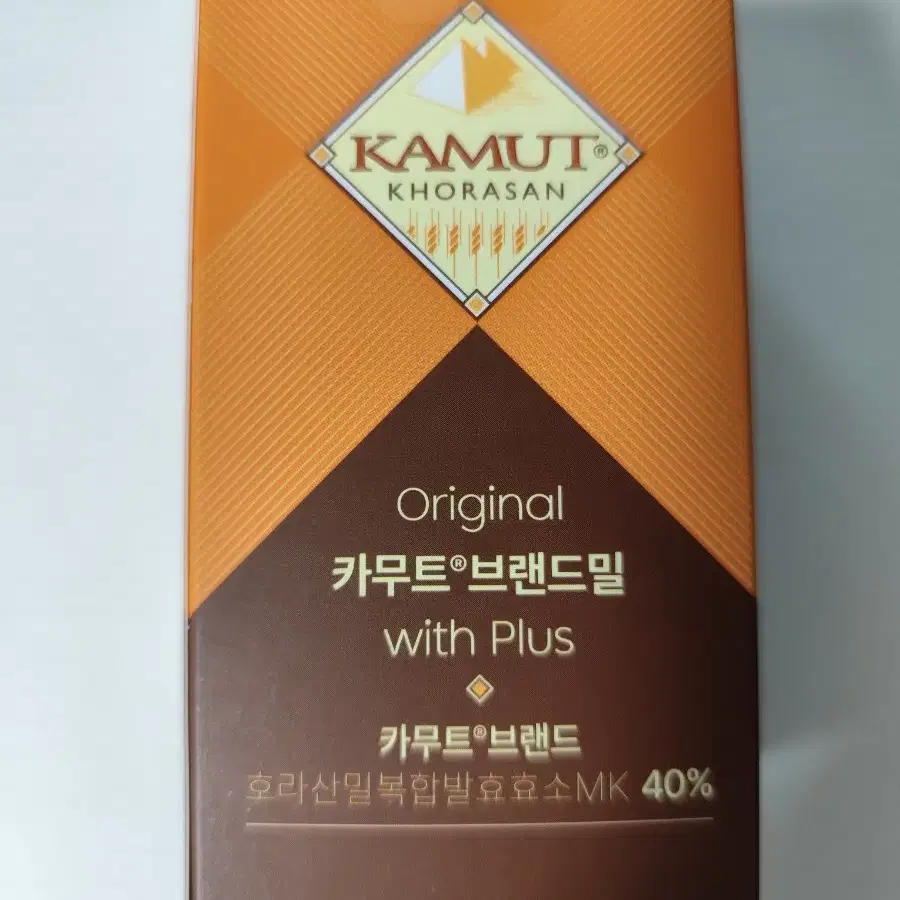 KAMUT®
KHORASAN
Original
카무트®브랜드밀
with Plus
카무트®브랜드
호라산밀복합발효효소MK 40%